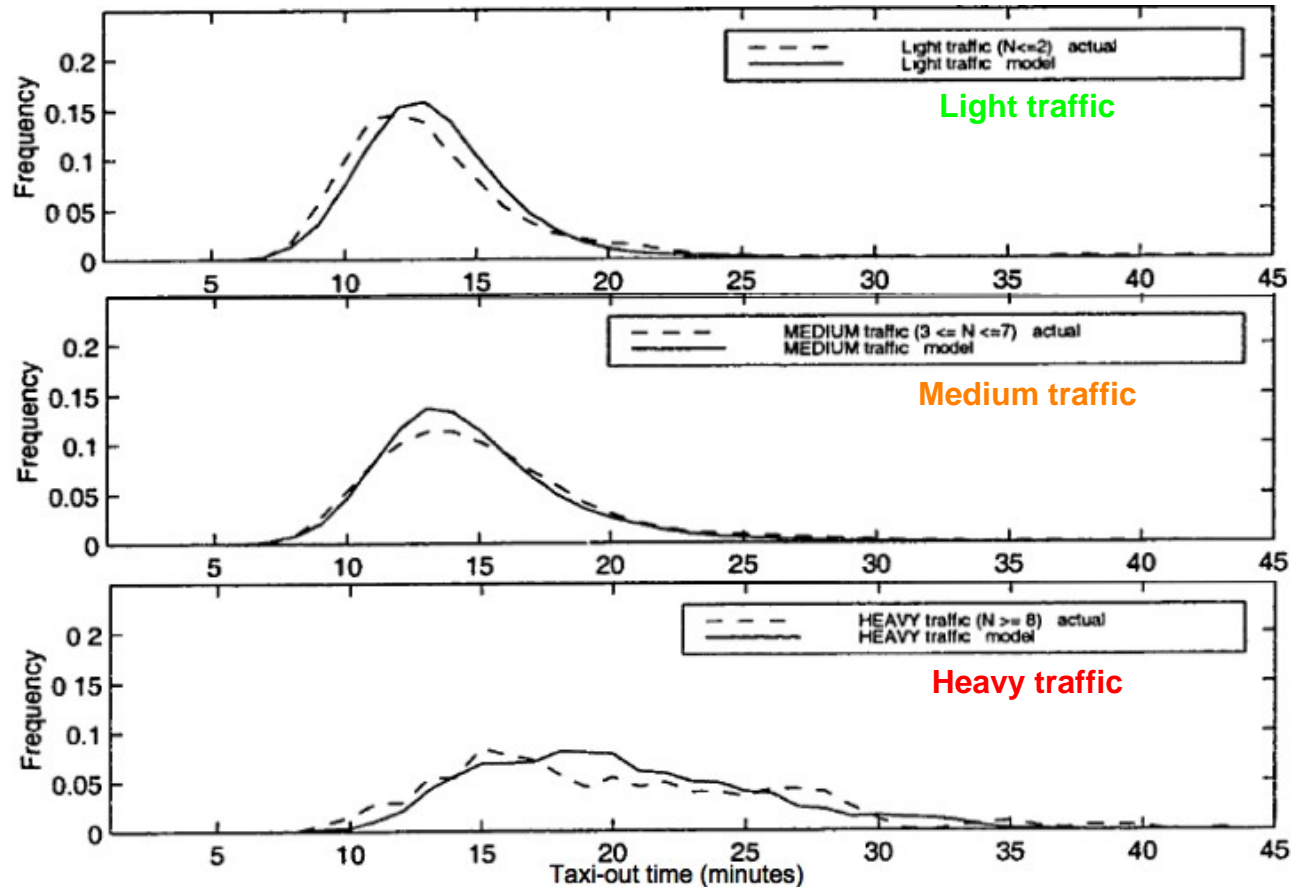 Light traffic (N<=2) actual
Light traffic model
Light traffic
Frequency
0.2
0.15
0.1
0 05
0
5 10 15 20 25 30 35 40 45
MEDIUM traffic (3 <= N <=7) actual
MEDIUM traffic model
Medium traffic
Frequency
0.2
0.15
0.1
0.05
0
5 10 15 20 25 30 35 40 45
HEAVY traffic (N >= 8) actual
HEAVY traffic model
Heavy traffic
Frequency
0 2
0 15
0.1
0.05
0
5 10 15 20 25 30 35 40 45
Taxi-out time (minutes)